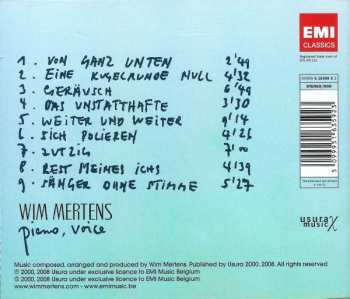 EMI
CLASSICS
1. VON GANZ UNTEN 2'49
2. EINE KUGELRUNDE NULL 4'32
3. GERÄUSCH 6'49
4. DAS UNSTATTHAFTE 3'30
5. WEITER UND WEITER 9'14
6. SICH POLIEREN 4'26
7. ZUTZIG 7'00
8. REST MEINES ICHS 4'39
9. SÄNGER OHNE STIMME 5'27
WIM MERTENS
piano, voice
usura
music
Music composed, arranged and produced by Wim Mertens. Published by Usura 2000, 2008. All rights reserved.
℗ 2000, 2008 Usura under exclusive licence to EMI Music Belgium
© 2000, 2008 Usura under exclusive licence to EMI Music Belgium
www.wimmertens.com - www.emimusic.be